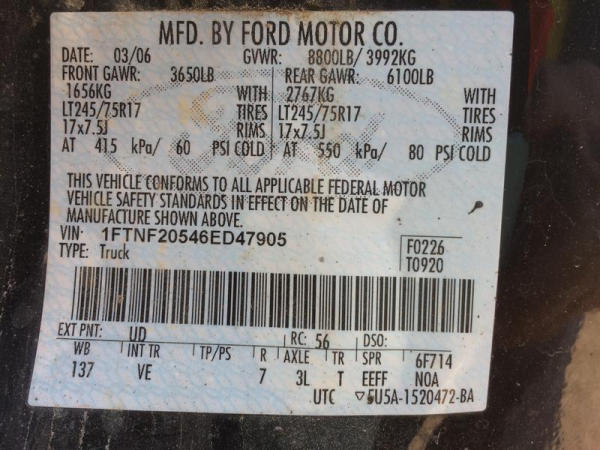 MFD. BY FORD MOTOR CO.
DATE: 03/06 GVWR: 8800LB/ 3992KG
FRONT GAWR: 3650LB REAR GAWR: 6100LB
1656KG WITH 2767KG WITH
LT245/75R17 TIRES LT245/75R17 TIRES
17x7.5J RIMS 17x7.5J RIMS
AT 415 kPa/ 60 PSI COLD AT 550 kPa/ 80 PSI COLD
THIS VEHICLE CONFORMS TO ALL APPLICABLE FEDERAL MOTOR
VEHICLE SAFETY STANDARDS IN EFFECT ON THE DATE OF
MANUFACTURE SHOWN ABOVE.
VIN: 1FTNF20546ED47905 F0226
TYPE: Truck T0920
EXT PNT: UD RC: 56 DSO:
WB INT TR TP/PS R AXLE TR SPR 6F714
137 VE 7 3L T EEFF NOA
UTC ▽5U5A-1520472-BA